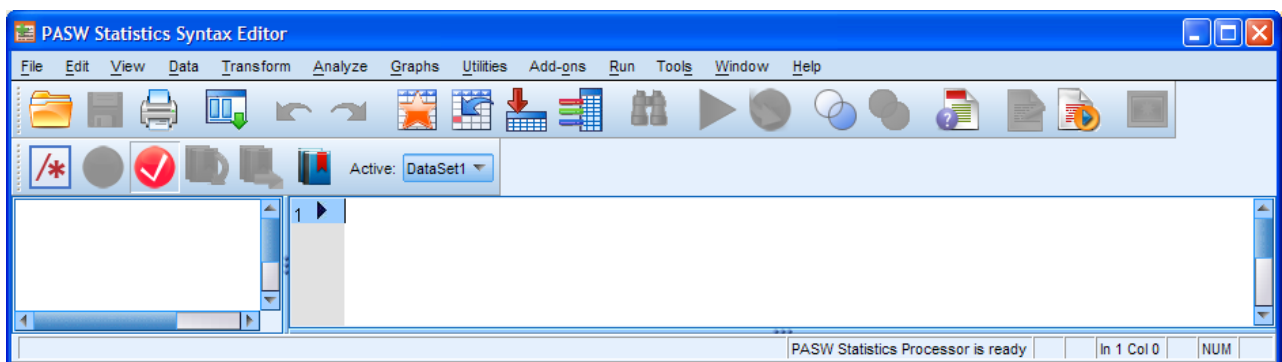 PASW Statistics Syntax Editor
File Edit View Data Transform Analyze Graphs Utilities Add-ons Run Tools Window Help
/*
Active: DataSet1
1
PASW Statistics Processor is ready In 1 Col 0 NUM